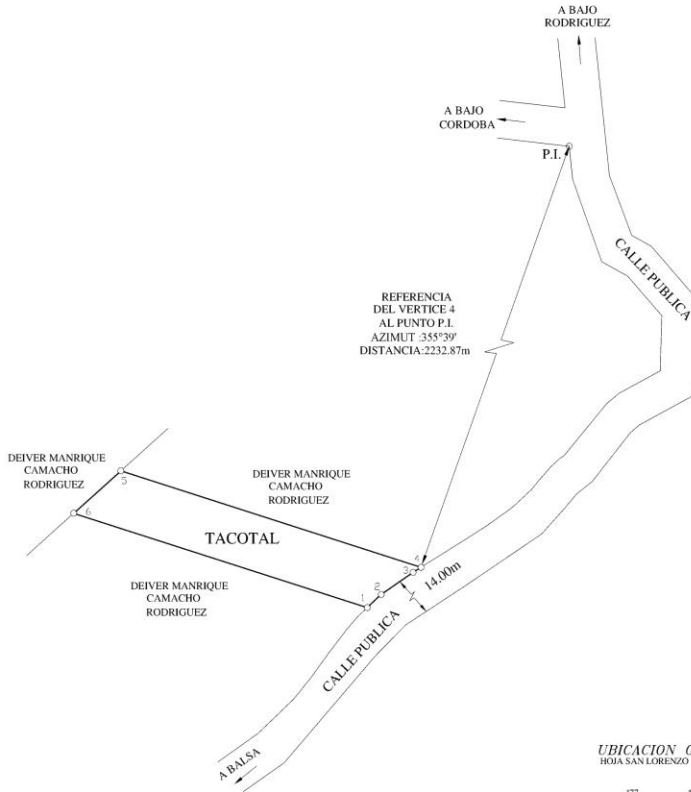 A BAJO
RODRIGUEZ
A BAJO
CORDOBA
P.I.
CALLE PUBLICA
REFERENCIA
DEL VERTICE 4
AL PUNTO P.I.
AZIMUT :355°39'
DISTANCIA:2232.87m
DEIVER MANRIQUE
CAMACHO
RODRIGUEZ
5
DEIVER MANRIQUE
CAMACHO
RODRIGUEZ
6
TACOTAL
4
3
14.00m
DEIVER MANRIQUE
CAMACHO
RODRIGUEZ
2
1
CALLE PUBLICA
A BALSA
UBICACION
HOJA SAN LORENZO